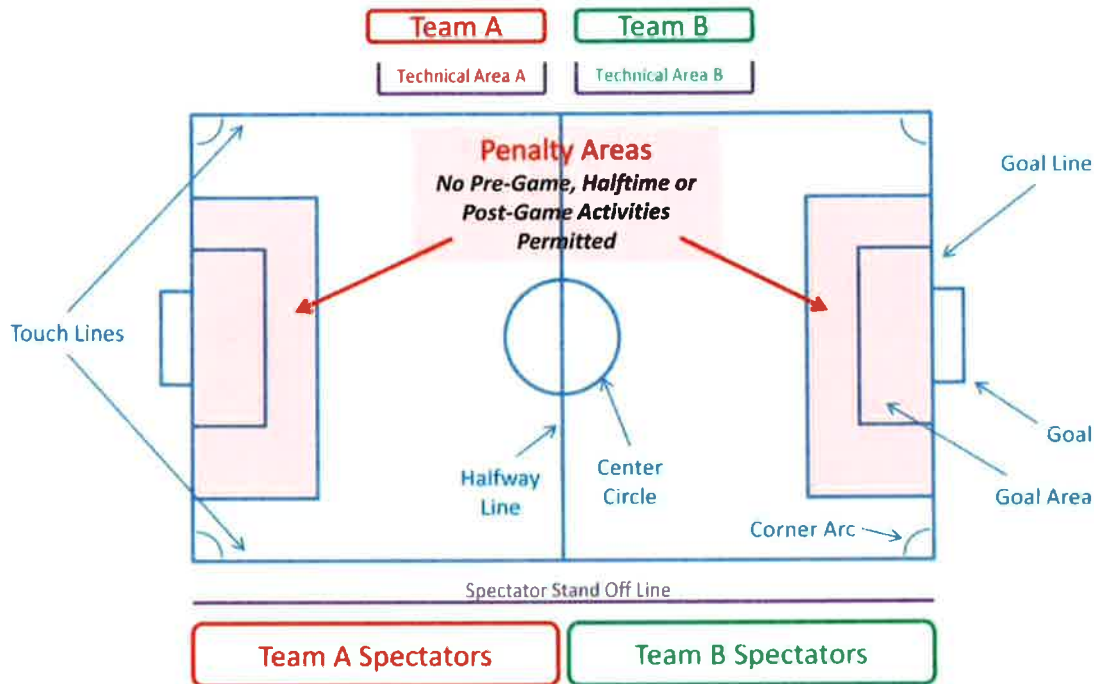 Team A
Team B
Technical Area A
Technical Area B
Penalty Areas
No Pre-Game, Halftime or
Post-Game Activities
Permitted
Goal Line
Touch Lines
Goal
Halfway
Line
Center
Circle
Goal Area
Corner Arc
Spectator Stand Off Line
Team A Spectators
Team B Spectators